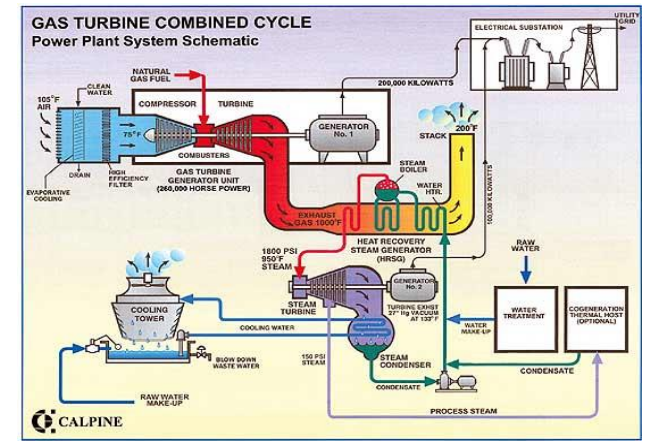 GAS TURBINE COMBINED CYCLE
Power Plant System Schematic
UTILITY
GRID
ELECTRICAL SUBSTATION
NATURAL
GAS FUEL
200,000 KILOWATTS
CLEAN
WATER
105°F
AIR
COMPRESSOR
TURBINE
75°F
GENERATOR
No. 1
COMBUSTERS
STACK
200°F
DRAIN
HIGH
EFFICIENCY
FILTER
EVAPORATIVE
COOLING
GAS TURBINE
GENERATOR UNIT
(260,000 HORSE POWER)
STEAM
BOILER
WATER
HTR.
100,000 KILOWATTS
EXHAUST
GAS 1000°F
HEAT RECOVERY
STEAM GENERATOR
(HRSG)
1800 PSI
950°F
STEAM
RAW
WATER
GENERATOR
No. 2
STEAM
TURBINE
TURBINE EXHST
27" Hg VACUUM
AT 133°F
COOLING
TOWER
COOLING WATER
WATER
MAKE-UP
WATER
TREATMENT
COGENERATION
THERMAL HOST
(OPTIONAL)
150 PSI
STEAM
STEAM
CONDENSER
BLOW DOWN
WASTE WATER
CONDENSATE
CONDENSATE
RAW WATER
MAKE-UP
PROCESS STEAM
CALPINE